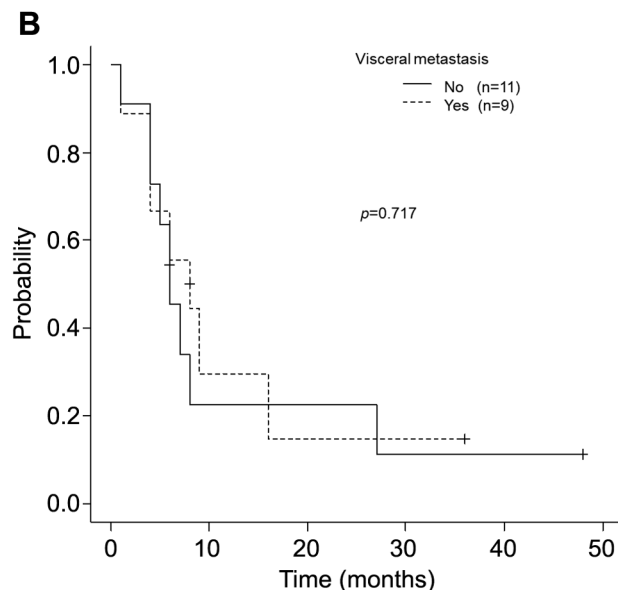 B
Visceral metastasis
No (n=11)
Yes (n=9)
p=0.717
Probability
1.0
0.8
0.6
0.4
0.2
0.0
0 10 20 30 40 50
Time (months)